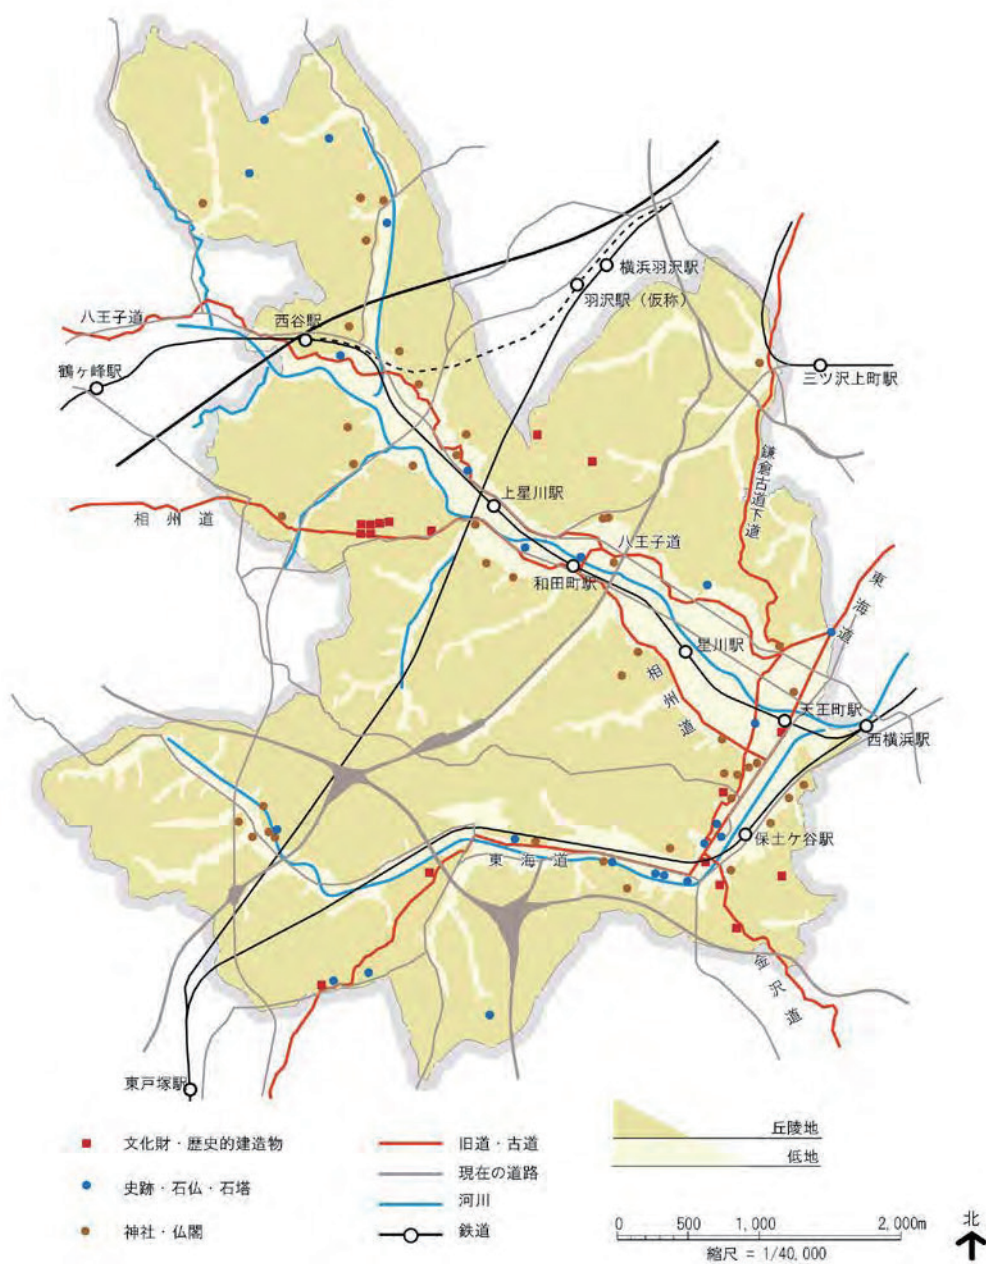 横浜羽沢駅
羽沢駅（仮称）
八王子道
西谷駅
鶴ヶ峰駅
三ツ沢上町駅
鎌倉古道下道
上星川駅
相州道
八王子道
和田町駅
東海道
星川駅
相州道
天王町駅
西横浜駅
保土ケ谷駅
東海道
金沢道
東戸塚駅
文化財・歴史的建造物
史跡・石仏・石塔
神社・仏閣
旧道・古道
現在の道路
河川
鉄道
丘陵地
低地
0 500 1,000 2,000m
縮尺 = 1/40,000
北